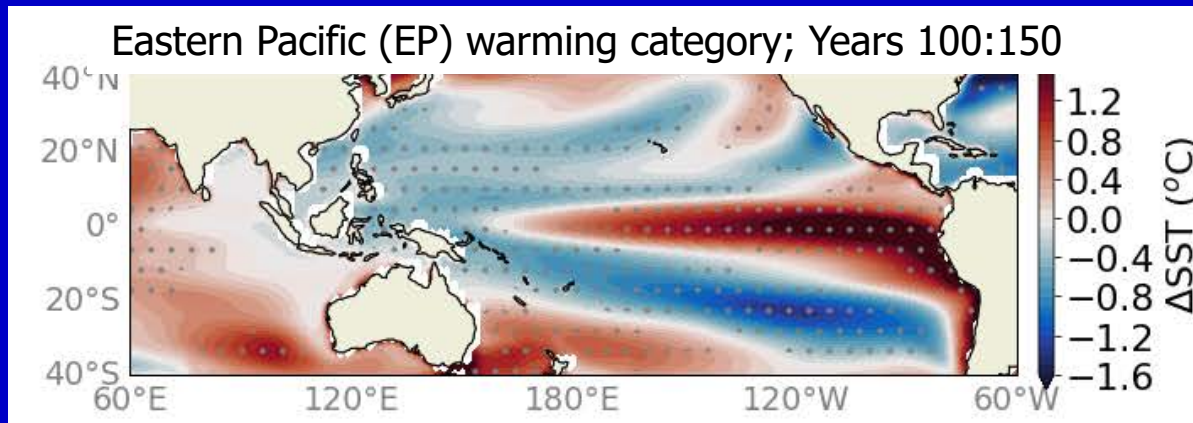 Eastern Pacific (EP) warming category; Years 100:150
40°N
20°N
0°
20°S
40°S
60°E 120°E 180°E 120°W 60°W
1.2
0.8
0.4
0.0
−0.4
−0.8
−1.2
−1.6
ΔSST (°C)